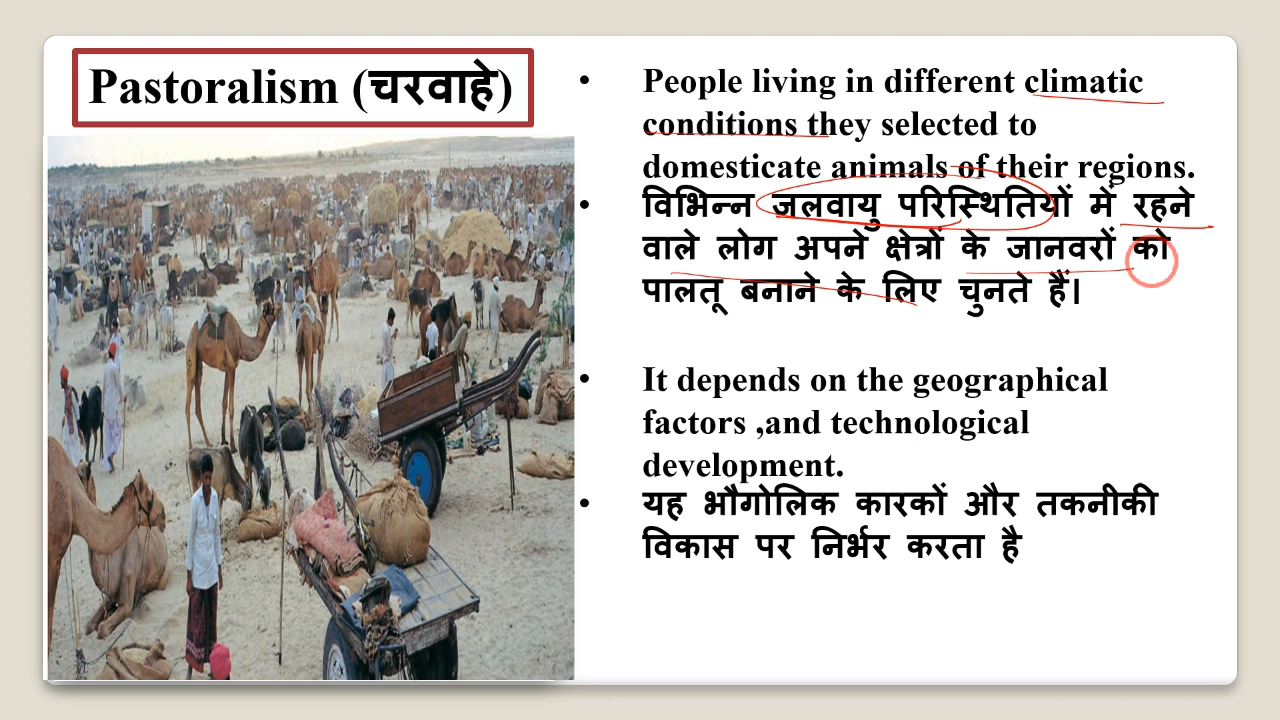 Pastoralism (चरवाहे)
• People living in different climatic
conditions they selected to
domesticate animals of their regions.
• विभिन्न जलवायु परिस्थितियों में रहने
वाले लोग अपने क्षेत्रों के जानवरों को
पालतू बनाने के लिए चुनते हैं।
• It depends on the geographical
factors ,and technological
development.
• यह भौगोलिक कारकों और तकनीकी
विकास पर निर्भर करता है